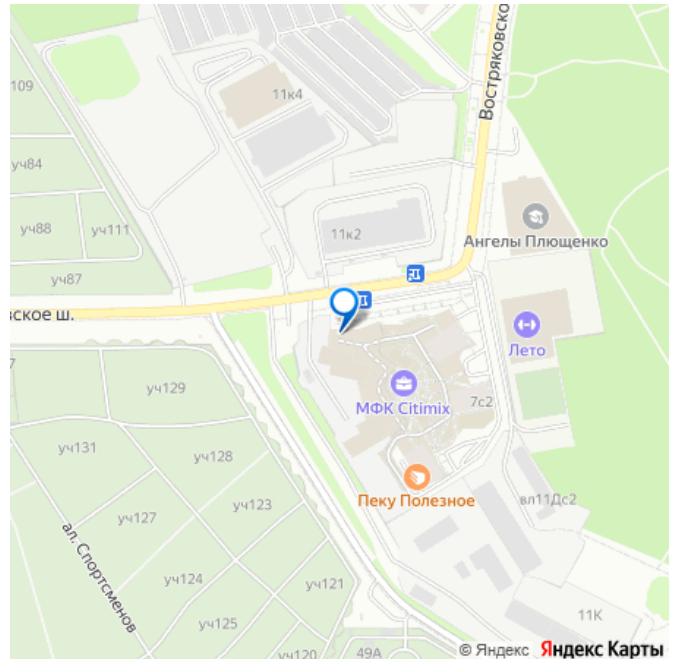 109
11к4
Востряковско
уч84
уч88
уч111
11к2
Ангелы Плющенко
уч87
вское ш.
Лето
7
уч129
МФК Citimix
7с2
уч131
уч128
Пеку Полезное
вл11Дс2
уч123
уч127
ал. Спортсменов
уч124
уч121
уч125
11К
уч120
49А
© Яндекс Яндекс Карты